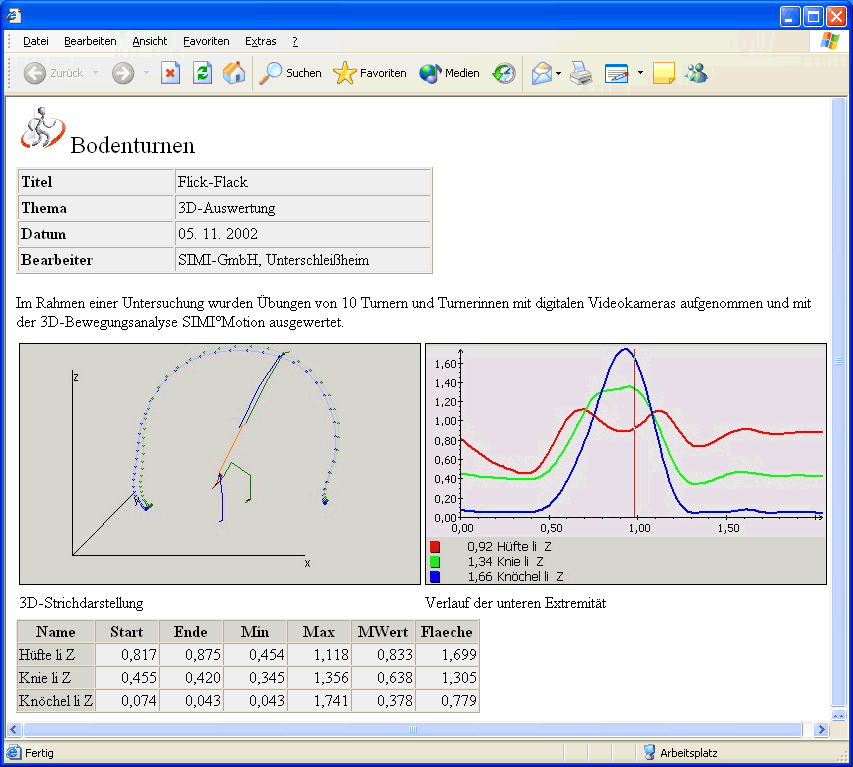 Datei Bearbeiten Ansicht Favoriten Extras ?
Zurück Suchen Favoriten Medien
Bodenturnen
Titel Flick-Flack
Thema 3D-Auswertung
Datum 05. 11. 2002
Bearbeiter SIMI-GmbH, Unterschleißheim
Im Rahmen einer Untersuchung wurden Übungen von 10 Turnern und Turnerinnen mit digitalen Videokameras aufgenommen und mit
der 3D-Bewegungsanalyse SIMI°Motion ausgewertet.
z
x
1,60
1,40
1,20
1,00
0,80
0,60
0,40
0,20
0,00
0,00 0,50 1,00 1,50
0,92 Hüfte li Z
1,34 Knie li Z
1,66 Knöchel li Z
3D-Strichdarstellung
Verlauf der unteren Extremität
Name Start Ende Min Max MWert Flaeche
Hüfte li Z 0,817 0,875 0,454 1,118 0,833 1,699
Knie li Z 0,455 0,420 0,345 1,356 0,638 1,305
Knöchel li Z 0,074 0,043 0,043 1,741 0,378 0,779
Fertig Arbeitsplatz